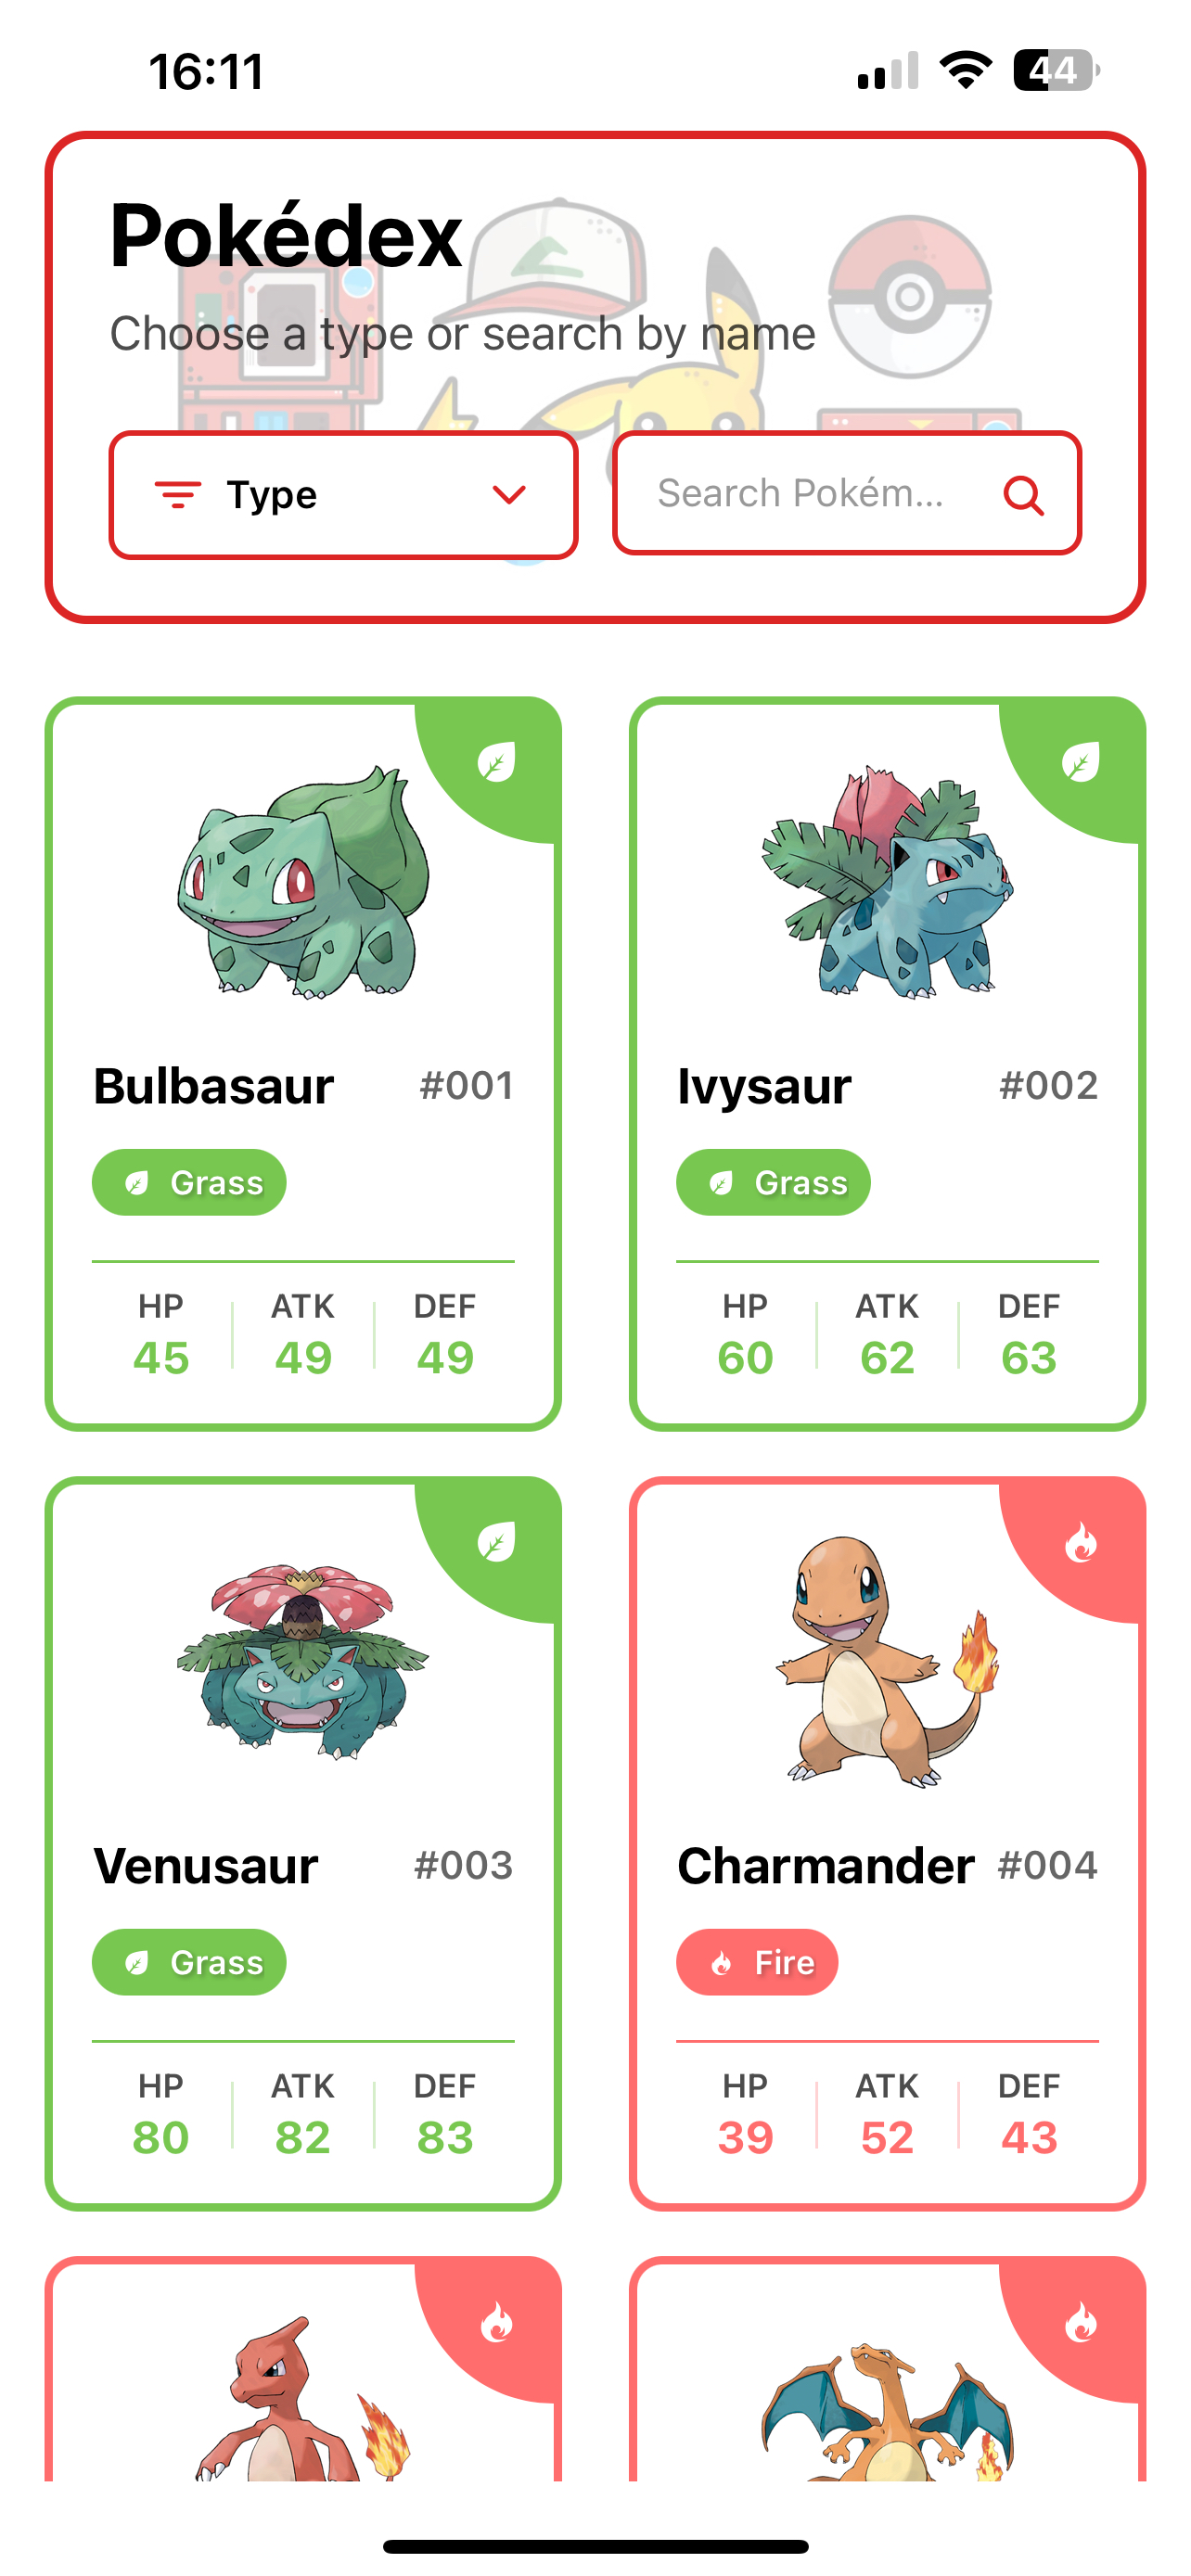 16:11
44
Pokédex
Choose a type or search by name
Type
Search Pokém...
Bulbasaur #001
Grass
HP ATK DEF
45 49 49
Ivysaur #002
Grass
HP ATK DEF
60 62 63
Venusaur #003
Grass
HP ATK DEF
80 82 83
Charmander #004
Fire
HP ATK DEF
39 52 43